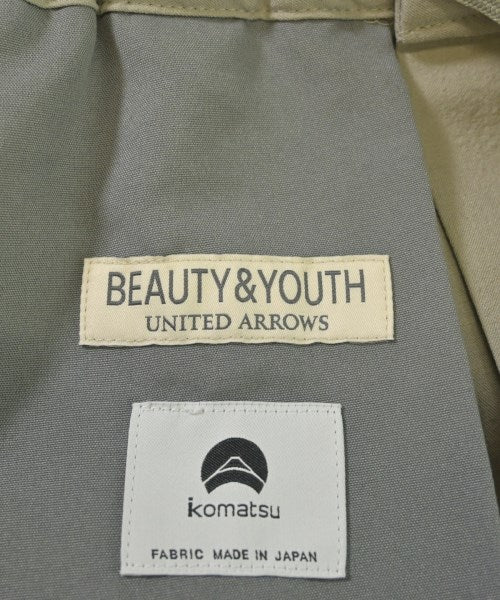 BEAUTY&YOUTH
UNITED ARROWS
komatsu
FABRIC MADE IN JAPAN